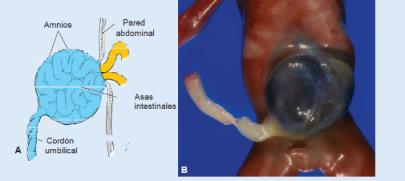 Amnios
Pared
abdominal
Asas
intestinales
Cordón
umbilical
A
B